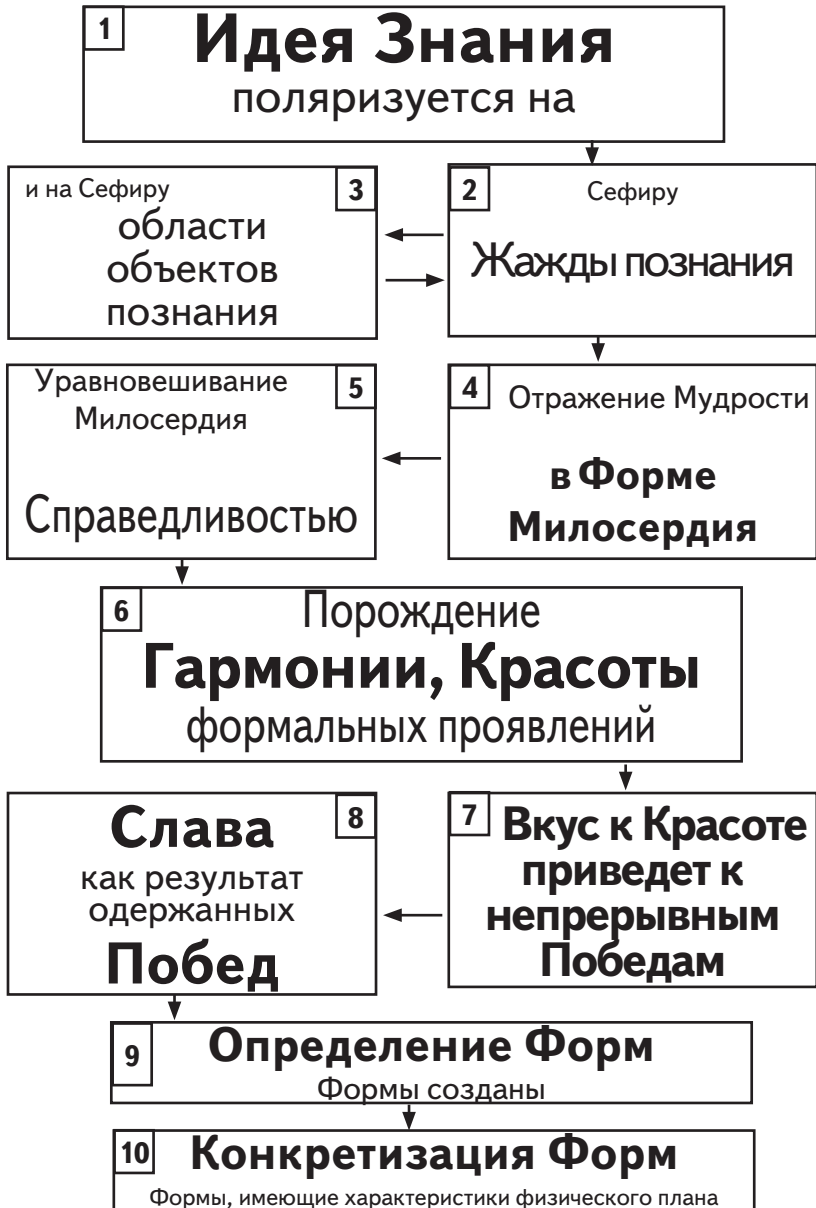 1
Идея Знания
поляризуется на
2
Сефиру
Жажды познания
3
и на Сефиру
области
объектов
познания
4
Отражение Мудрости
в Форме
Милосердия
5
Уравновешивание
Милосердия
Справедливостью
6
Порождение
Гармонии, Красоты
формальных проявлений
7
Вкус к Красоте
приведет к
непрерывным
Победам
8
Слава
как результат
одержанных
Побед
9
Определение Форм
Формы созданы
10
Конкретизация Форм
Формы, имеющие характеристики физического плана